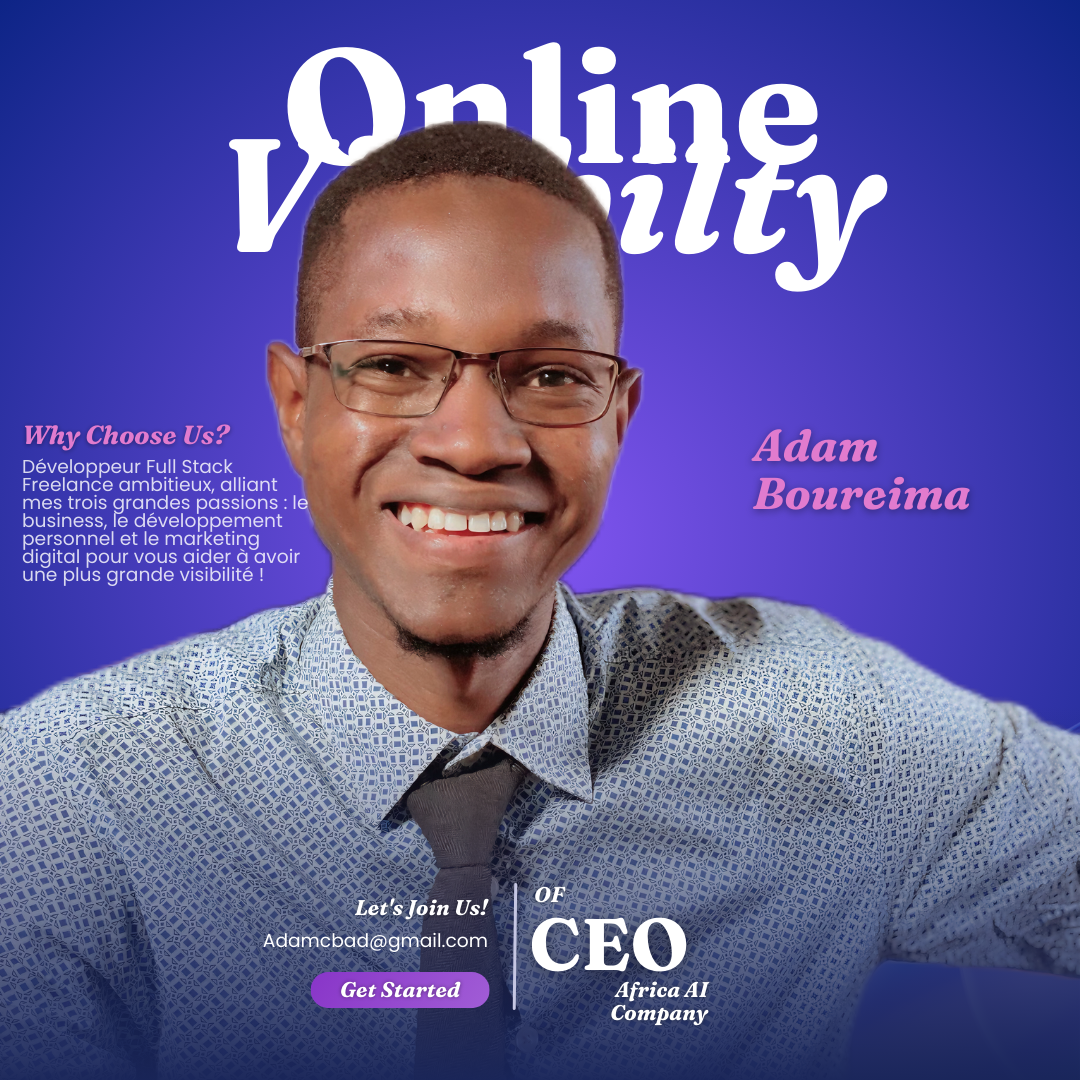 Online
V ilty
Why Choose Us?
Développeur Full Stack
Freelance ambitieux, alliant
mes trois grandes passions : le
business, le développement
personnel et le marketing
digital pour vous aider à avoir
une plus grande visibilité !
Adam
Boureima
Let's Join Us!
Adamcbad@gmail.com
Get Started
OF
CEO
Africa AI
Company